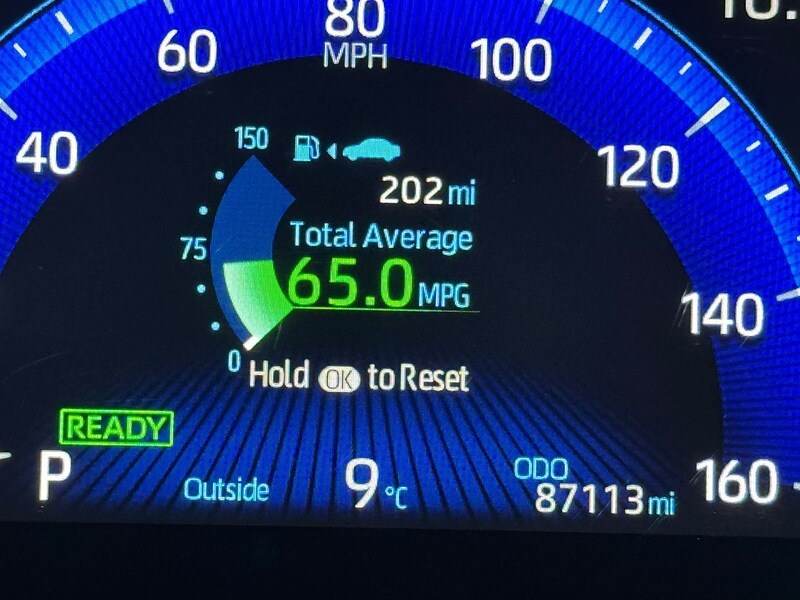 80
MPH
60
100
40
120
150
202 mi
Total Average
75
65.0 MPG
140
0
Hold OK to Reset
READY
P
Outside
9 °C
ODO
87113 mi
160